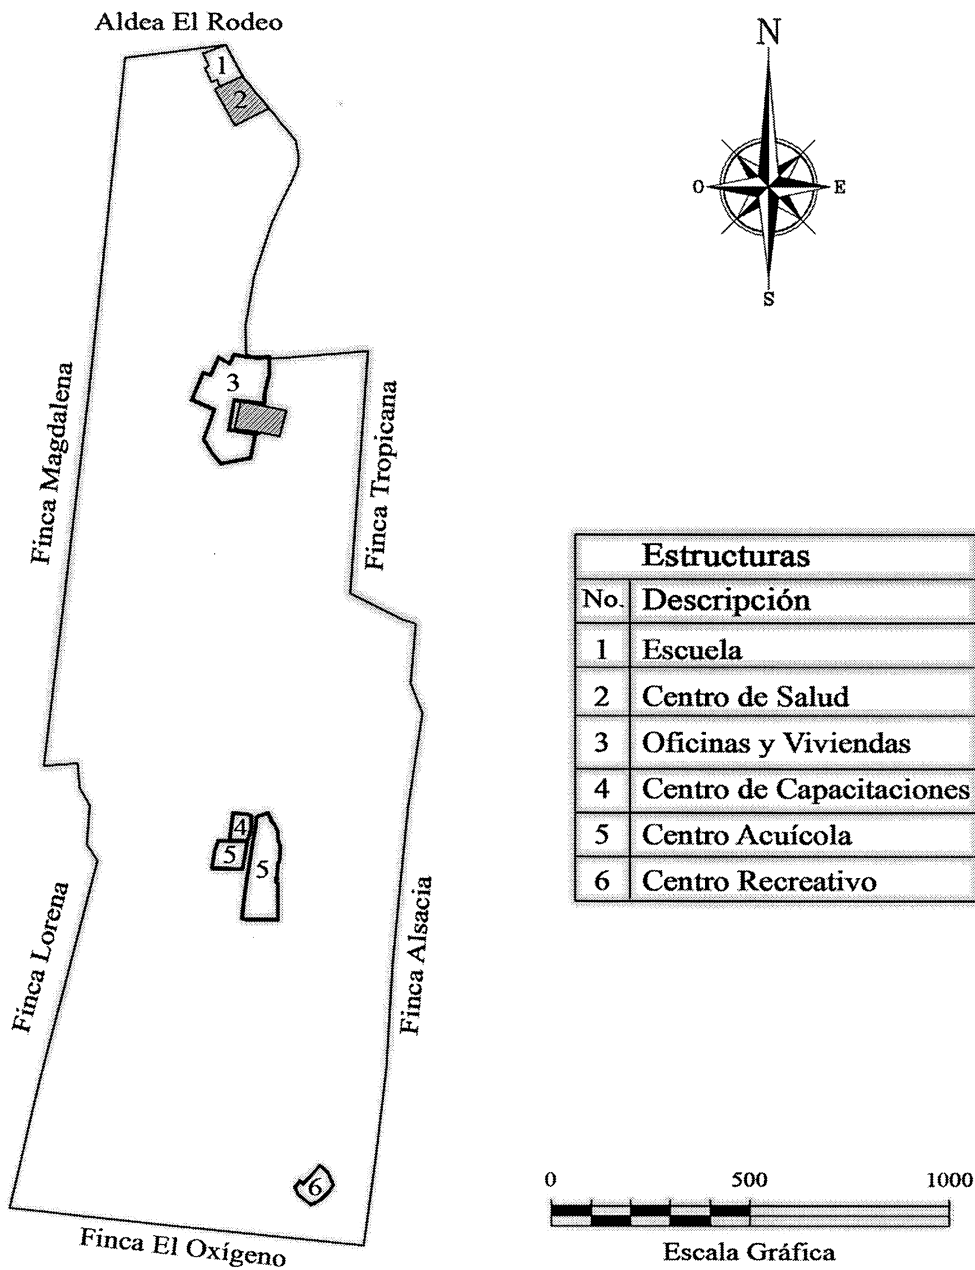 Aldea El Rodeo
N
O
E
S
1
2
3
Finca Magdalena
Finca Tropicana
Estructuras
No. Descripción
1 Escuela
2 Centro de Salud
3 Oficinas y Viviendas
4 Centro de Capacitaciones
5 Centro Acuícola
6 Centro Recreativo
4
5
5
Finca Lorena
Finca Alsacia
6
Finca El Oxígeno
0 500 1000
Escala Gráfica